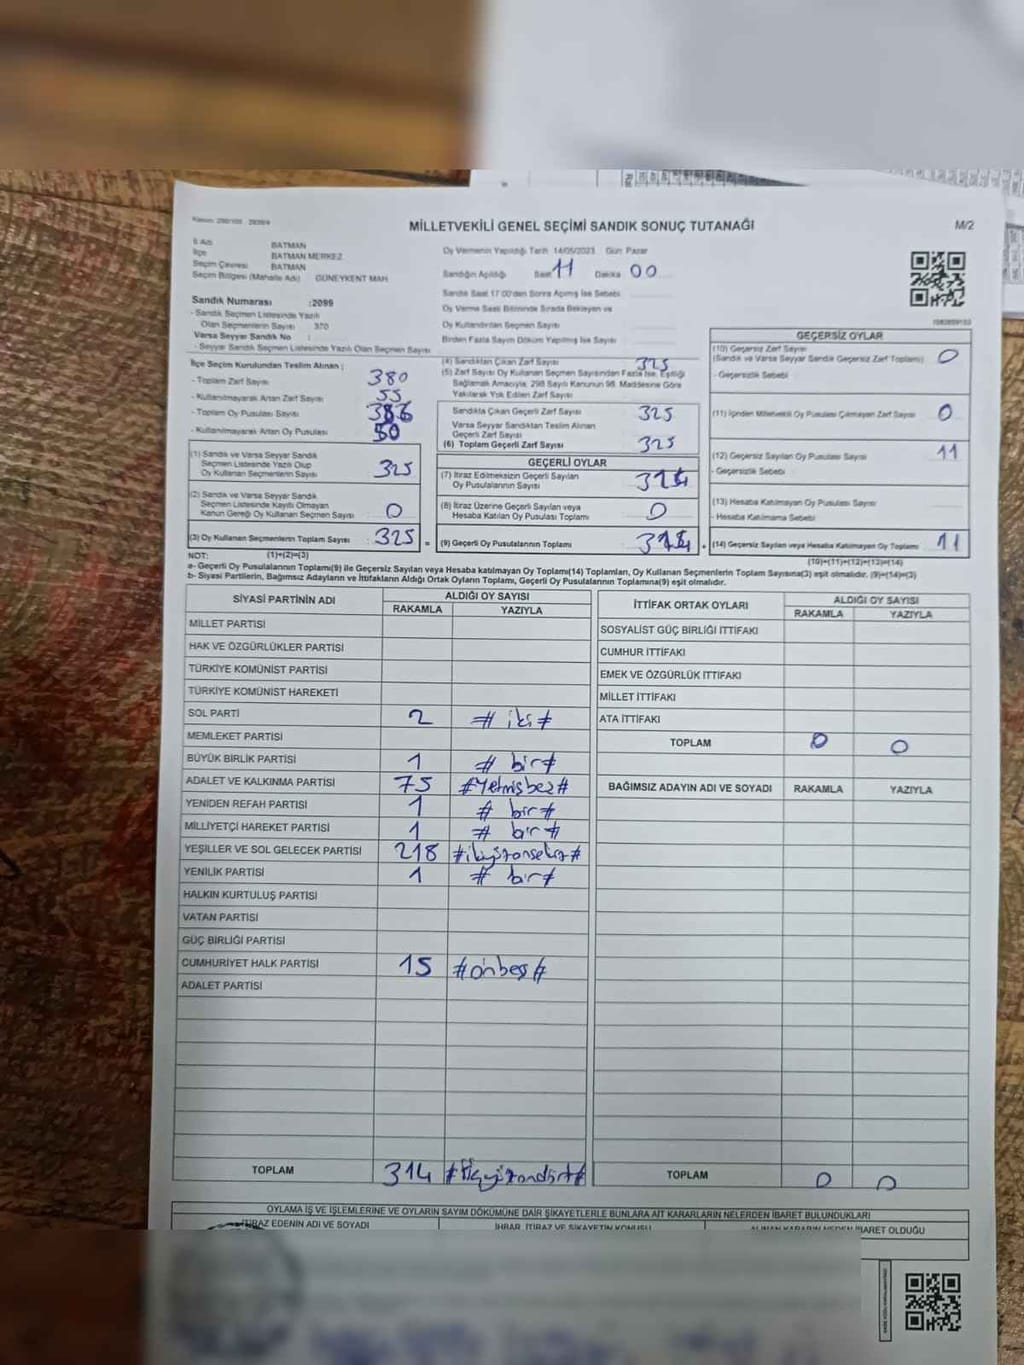 MİLLETVEKİLİ GENEL SEÇİMİ SANDIK SONUÇ TUTANAĞI
M/2
İl Adı BATMAN
İlçe BATMAN MERKEZ
Seçim Çevresi BATMAN
Seçim Bölgesi (Mahalle Adı) GÜNEYKENT MAH.
Sandık Numarası :2099
- Sandık Seçmen Listesinde Yazılı
Olan Seçmenlerin Sayısı 370
Varsa Seyyar Sandık No :
- Seyyar Sandık Listesinde Yazılı Olan Seçmen Sayısı
Oy Vermenin Yapıldığı Tarih 14/05/2023 Gün Pazar
Sandığın Açıldığı Saat 11 Dakika 00
Sandık Saat 17:00'den Sonra Açılmış İse Sebebi
Oy Verme Saati Bitiminde Sırada Bekleyen ve
Oy Kullandırılan Seçmen Sayısı
Birden Fazla Sayım Döküm Yapılmış İse Sayısı
İlçe Seçim Kurulundan Teslim Alınan ;
- Toplam Zarf Sayısı 380
- Kullanılmayarak Artan Zarf Sayısı 55
- Toplam Oy Pusulası Sayısı
- Kullanılmayarak Artan Oy Pusulası 50
(1) Sandık ve Varsa Seyyar Sandık
Seçmen Listesinde Yazılı Olup
Oy Kullanan Seçmenlerin Sayısı 325
(2) Sandık ve Varsa Seyyar Sandık
Seçmen Listesinde Kayıtlı Olmayan
Kanun Gereği Oy Kullanan Seçmen Sayısı 0
(3) Oy Kullanan Seçmenlerin Toplam Sayısı 325 =
(4) Sandıktan Çıkan Zarf Sayısı 325
(5) Zarf Sayısı Oy Kullanan Seçmen Sayısından Fazla İse, Eşitliği
Sağlamak Amacıyla, 298 Sayılı Kanunun 98. Maddesine Göre
Yakılarak Yok Edilen Zarf Sayısı
Sandıkta Çıkan Geçerli Zarf Sayısı 325
Varsa Seyyar Sandıktan Teslim Alınan
Geçerli Zarf Sayısı
(6) Toplam Geçerli Zarf Sayısı 325
GEÇERLİ OYLAR
(7) İtiraz Edilmeksizin Geçerli Sayılan
Oy Pusulalarının Sayısı 314
(8) İtiraz Üzerine Geçerli Sayılan veya
Hesaba Katılan Oy Pusulası Toplamı 0
(9) Geçerli Oy Pusulalarının Toplamı 314 +
GEÇERSİZ OYLAR
(10) Geçersiz Zarf Sayısı
(Sandık ve Varsa Seyyar Sandık Geçersiz Zarf Toplamı) 0
- Geçersizlik Sebebi
(11) İçinden Milletvekili Oy Pusulası Çıkmayan Zarf Sayısı 0
(12) Geçersiz Sayılan Oy Pusulası Sayısı 11
- Geçersizlik Sebebi
(13) Hesaba Katılmayan Oy Pusulası Sayısı
- Hesaba Katılmama Sebebi
(14) Geçersiz Sayılan veya Hesaba Katılmayan Oy Toplamı 11
NOT: (1)+(2)=(3)
(10)+(11)+(12)+(13)=(14)
a- Geçerli Oy Pusulalarının Toplamı(9) ile Geçersiz Sayılan veya Hesaba katılmayan Oy Toplamı(14) Toplamları, Oy Kullanan Seçmenlerin Toplam Sayısına(3) eşit olmalıdır. (9)+(14)=(3)
b- Siyasi Partilerin, Bağımsız Adayların ve İttifakların Aldığı Ortak Oyların Toplamı, Geçerli Oy Pusulalarının Toplamına(9) eşit olmalıdır.
SİYASİ PARTİNİN ADI ALDIĞI OY SAYISI
RAKAMLA YAZIYLA
MİLLET PARTİSİ
HAK VE ÖZGÜRLÜKLER PARTİSİ
TÜRKİYE KOMÜNİST PARTİSİ
TÜRKİYE KOMÜNİST HAREKETİ
SOL PARTİ 2 # iki #
MEMLEKET PARTİSİ
BÜYÜK BİRLİK PARTİSİ 1 # bir #
ADALET VE KALKINMA PARTİSİ 75 #Yetmişbeş#
YENİDEN REFAH PARTİSİ 1 # bir #
MİLLİYETÇİ HAREKET PARTİSİ 1 # bir #
YEŞİLLER VE SOL GELECEK PARTİSİ 218 #ikiyüzonsekiz#
YENİLİK PARTİSİ 1 # bir #
HALKIN KURTULUŞ PARTİSİ
VATAN PARTİSİ
GÜÇ BİRLİĞİ PARTİSİ
CUMHURİYET HALK PARTİSİ 15 #onbeş#
ADALET PARTİSİ
TOPLAM 314 #Üçyüzondört#
İTTİFAK ORTAK OYLARI ALDIĞI OY SAYISI
RAKAMLA YAZIYLA
SOSYALİST GÜÇ BİRLİĞİ İTTİFAKI
CUMHUR İTTİFAKI
EMEK VE ÖZGÜRLÜK İTTİFAKI
MİLLET İTTİFAKI
ATA İTTİFAKI
TOPLAM 0 0
BAĞIMSIZ ADAYIN ADI VE SOYADI RAKAMLA YAZIYLA
TOPLAM 0 0
OYLAMA İŞ VE İŞLEMLERİNE VE OYLARIN SAYIM DÖKÜMÜNE DAİR ŞİKAYETLERLE BUNLARA AİT KARARLARIN NELERDEN İBARET BULUNDUKLARI
İTİRAZ EDENİN ADI VE SOYADI
İHBAR, İTİRAZ VE ŞİKAYETİN KONUSU
ALINAN KARARIN NEDEN İBARET OLDUĞU